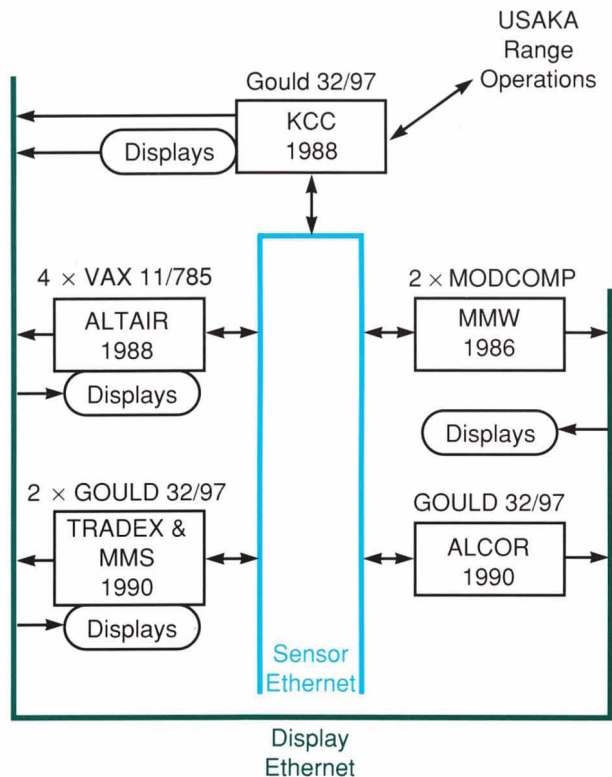 USAKA
Range
Operations
Gould 32/97
KCC
1988
Displays
4 × VAX 11/785
ALTAIR
1988
Displays
2 × MODCOMP
MMW
1986
Displays
2 × GOULD 32/97
TRADEX &
MMS
1990
Displays
GOULD 32/97
ALCOR
1990
Sensor
Ethernet
Display
Ethernet